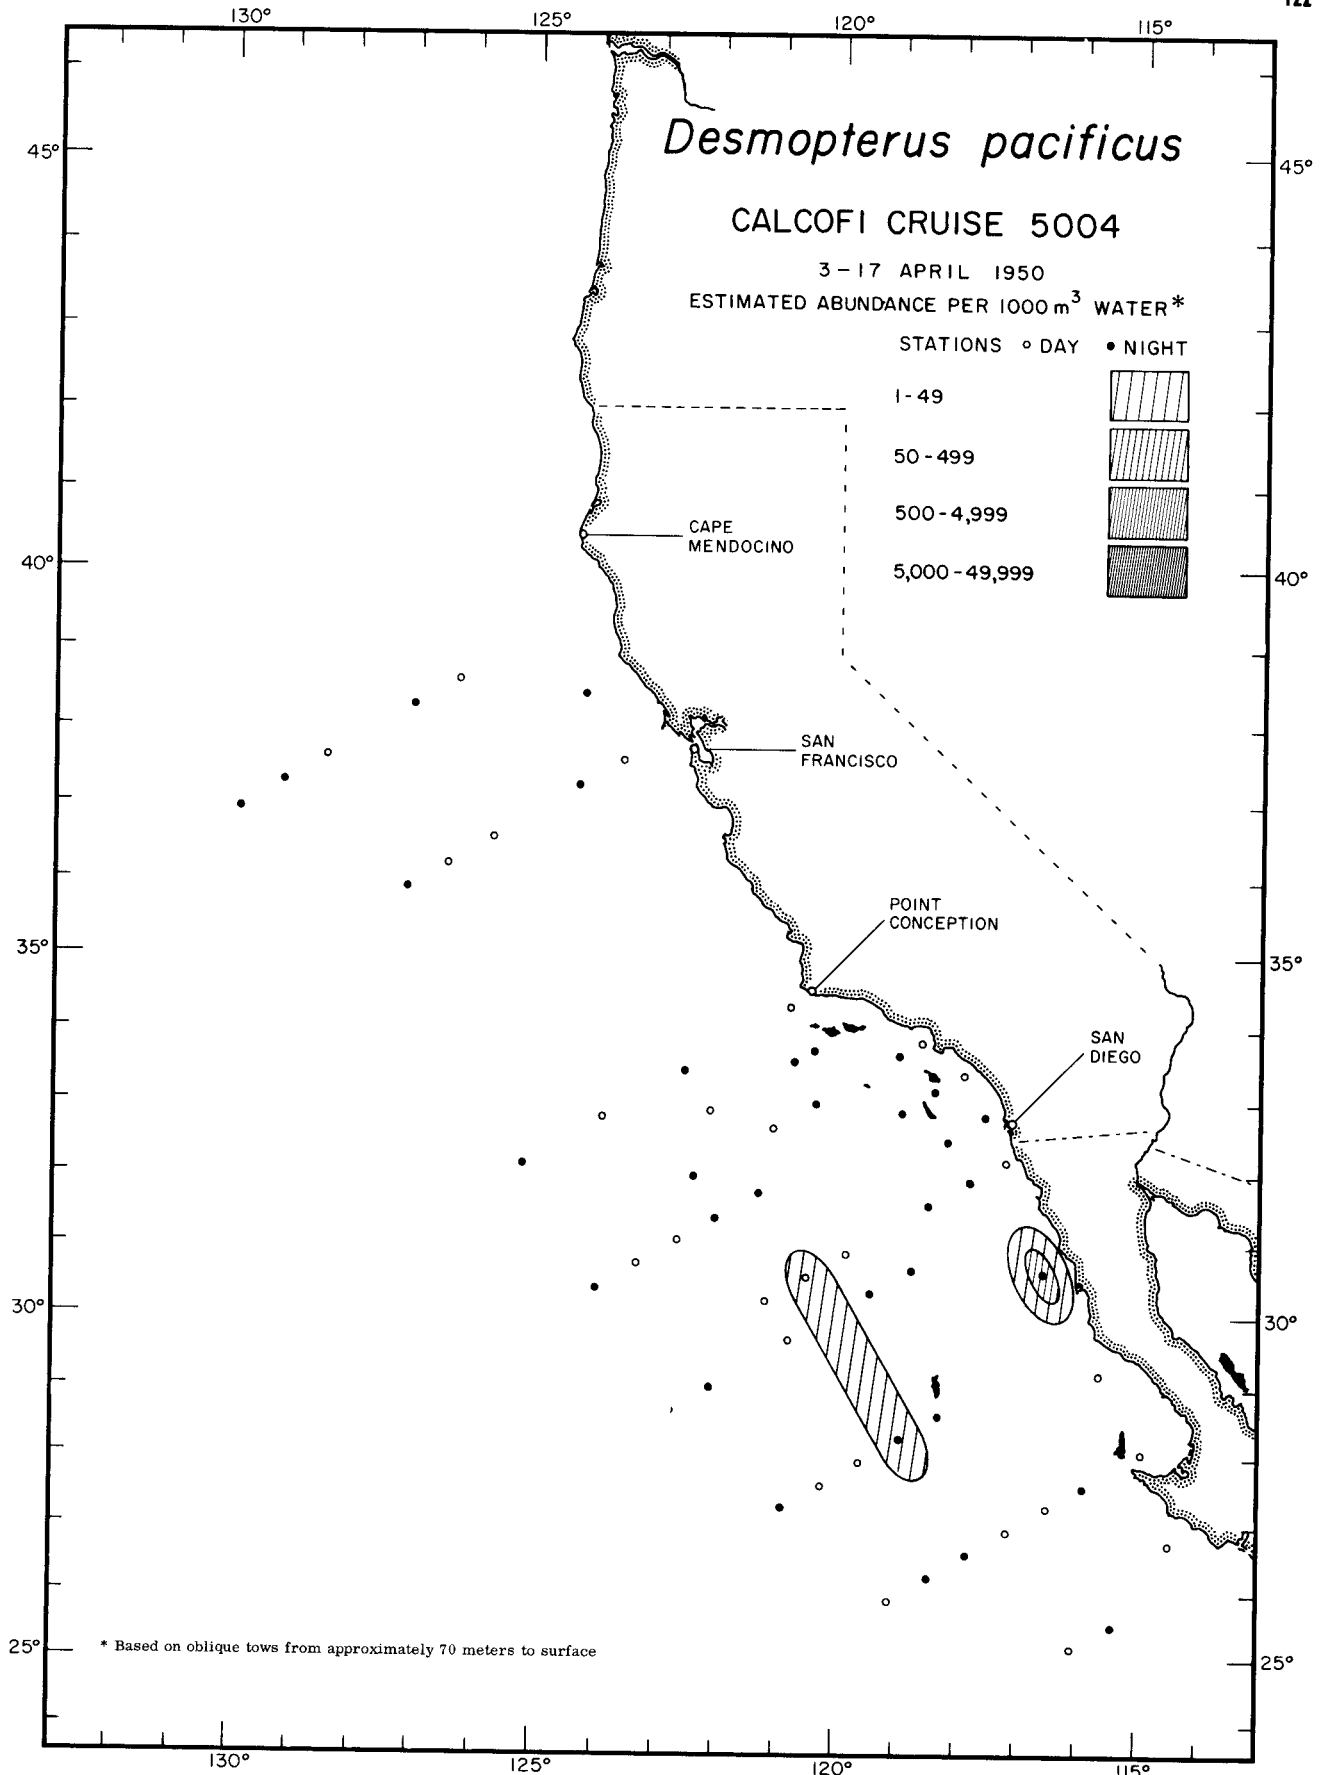 122
130° 125° 120° 115°
45° 45°
Desmopterus pacificus
CALCOFI CRUISE 5004
3-17 APRIL 1950
ESTIMATED ABUNDANCE PER 1000 m³ WATER*
STATIONS ○ DAY ● NIGHT
1-49
50-499
500-4,999
5,000-49,999
CAPE
MENDOCINO
40° 40°
SAN
FRANCISCO
POINT
CONCEPTION
35° 35°
SAN
DIEGO
30° 30°
* Based on oblique tows from approximately 70 meters to surface
25° 25°
130° 125° 120° 115°